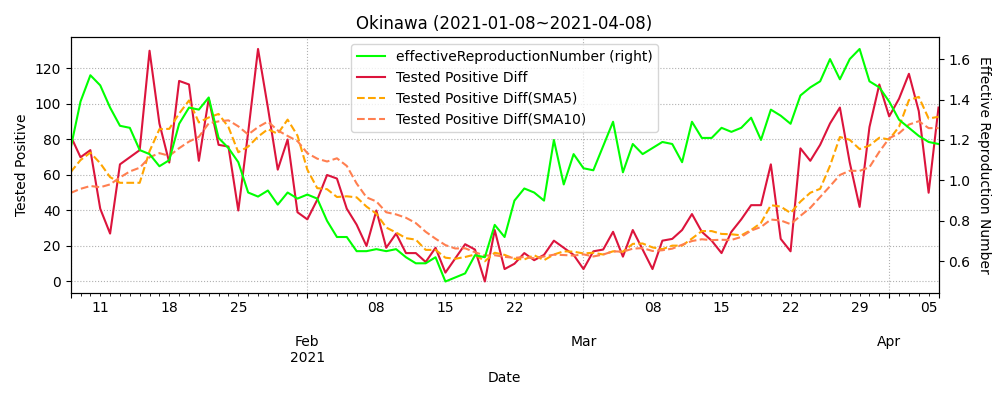 Okinawa (2021-01-08~2021-04-08)
effectiveReproductionNumber (right)
Tested Positive Diff
Tested Positive Diff(SMA5)
Tested Positive Diff(SMA10)
Tested Positive
120
100
80
60
40
20
0
1.6
1.4
1.2
1.0
0.8
0.6
Effective Reproduction Number
11 18 25 08 15 22 08 15 22 29 05
Feb Mar Apr
2021
Date